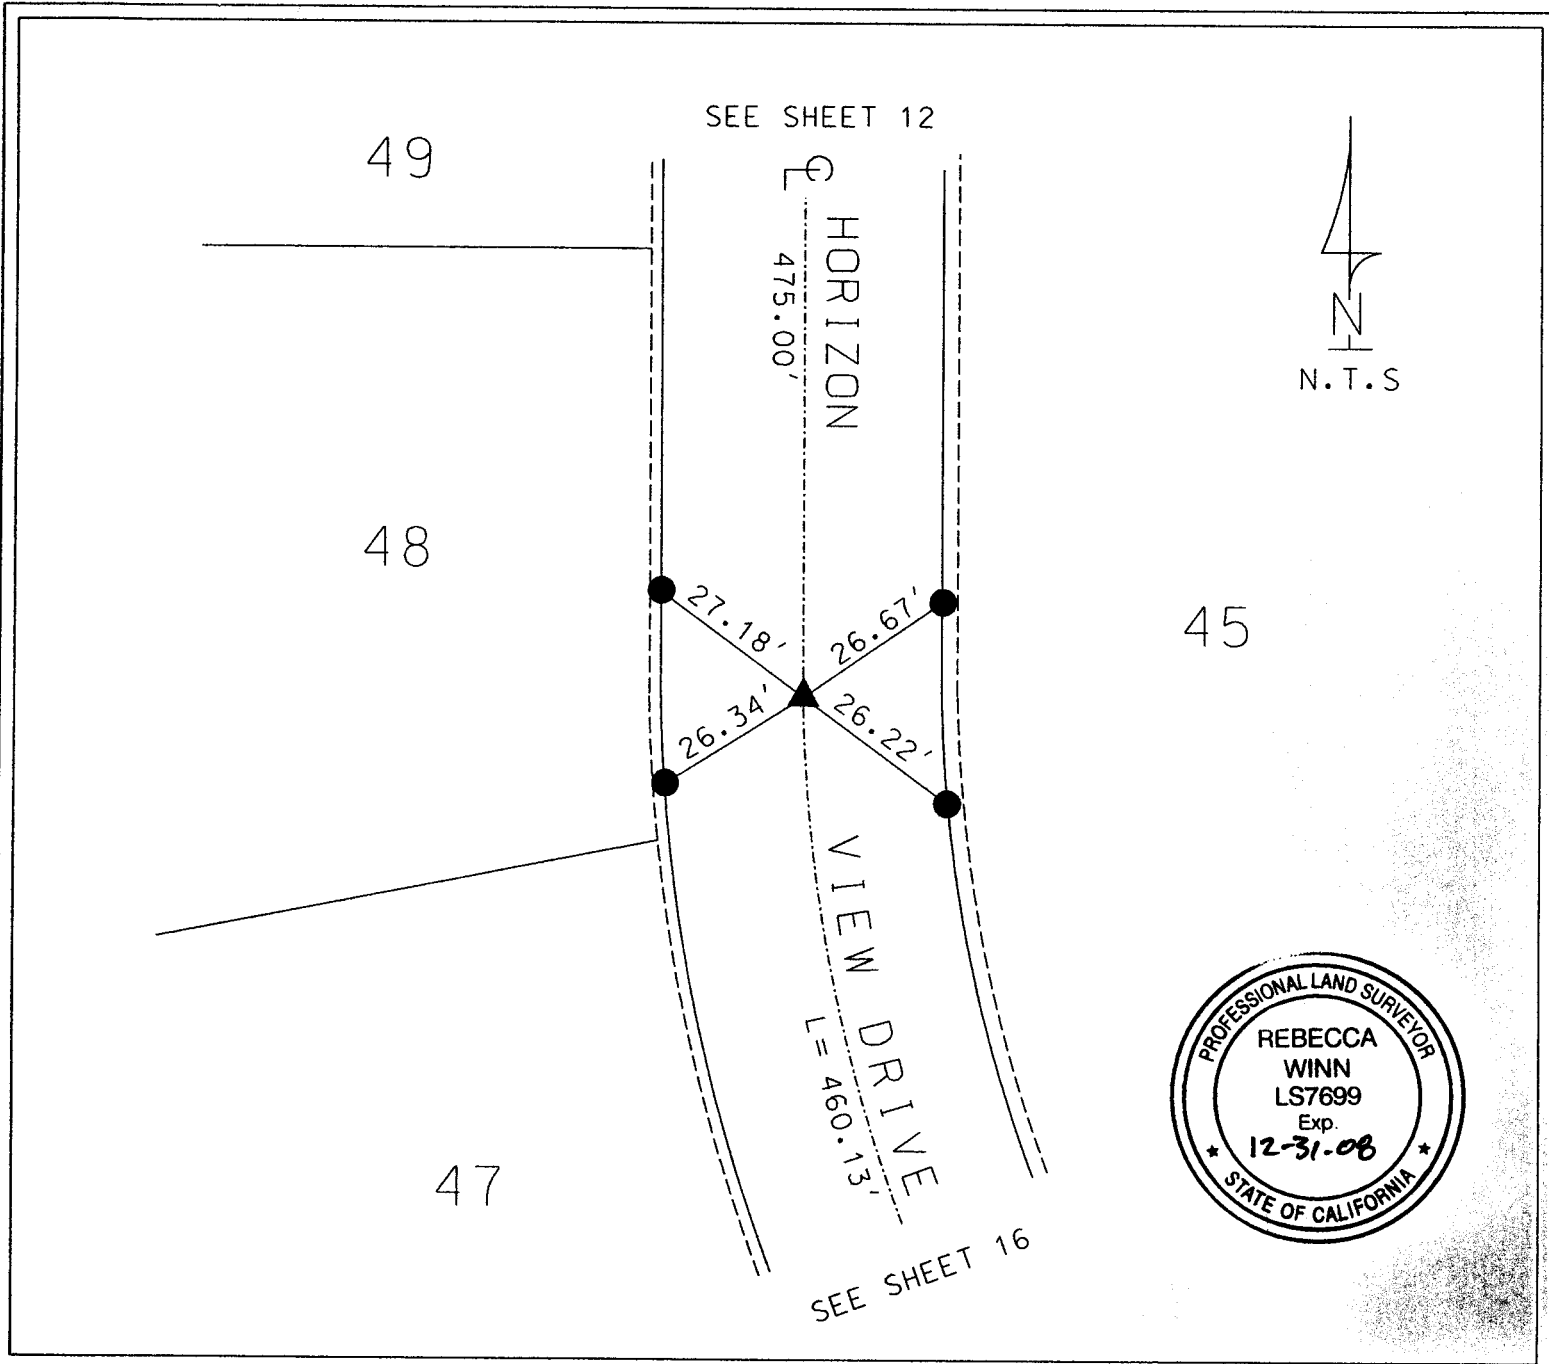 SEE SHEET 12
49
℄
HORIZON
475.00'
N
N.T.S
48
27.18'
26.67'
45
26.34'
26.22'
VIEW DRIVE
L= 460.13'
47
SEE SHEET 16
PROFESSIONAL LAND SURVEYOR
REBECCA
WINN
LS7699
Exp.
12-31-08
STATE OF CALIFORNIA